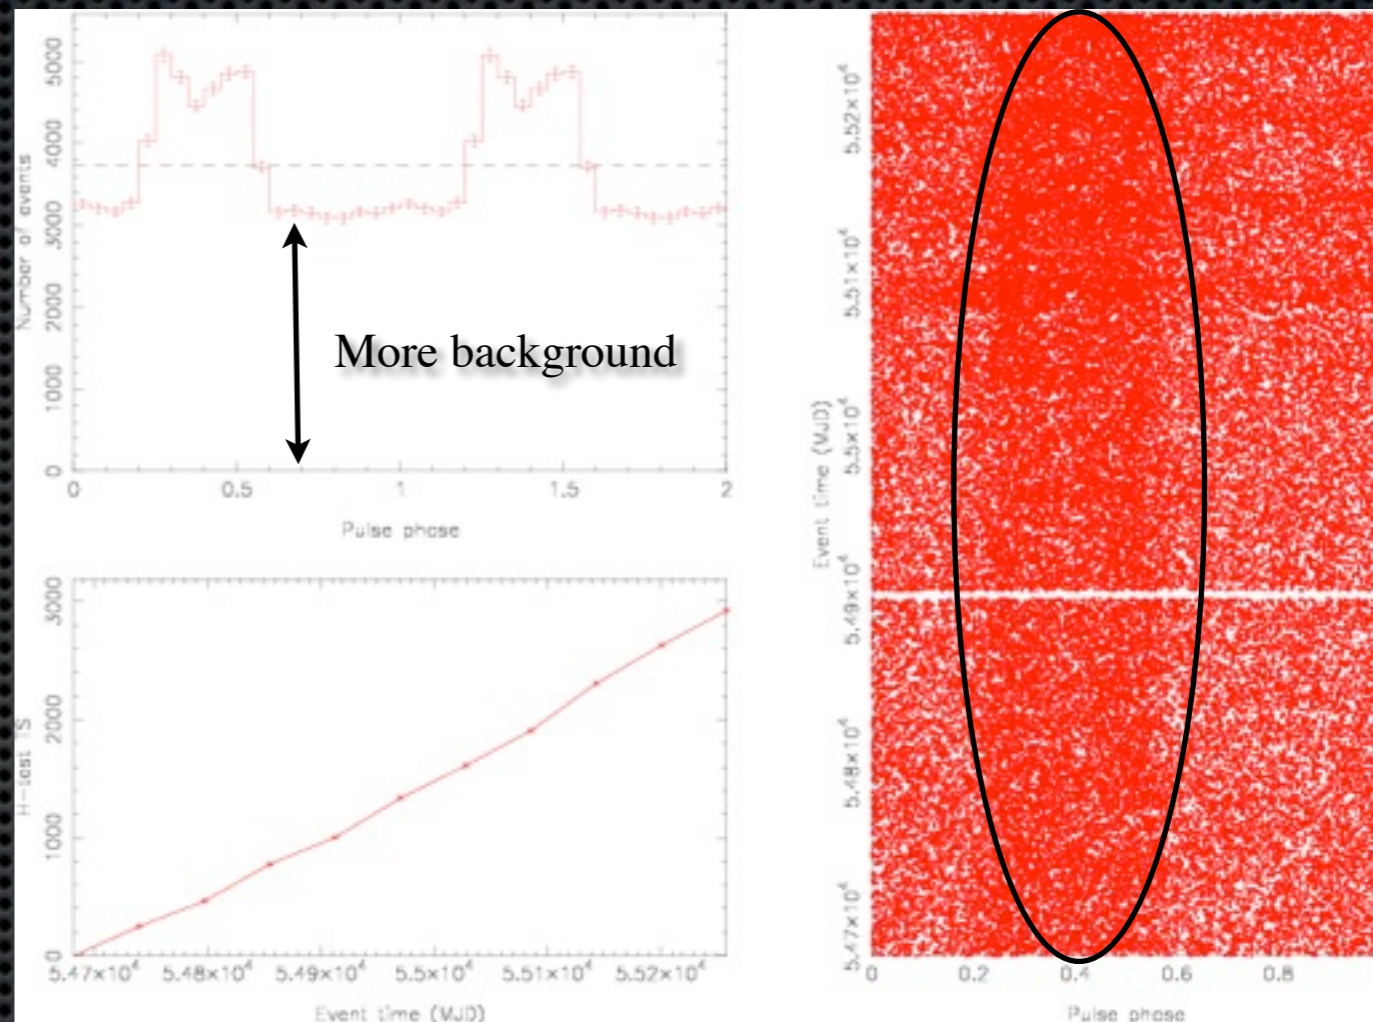 5000
4000
3000
2000
1000
0
Number of events
0 0.5 1 1.5 2
Pulse phase
More background
3000
2000
1000
0
H-test TS
5.47×10⁴ 5.48×10⁴ 5.49×10⁴ 5.5×10⁴ 5.51×10⁴ 5.52×10⁴
Event time (MJD)
5.52×10⁴
5.51×10⁴
5.5×10⁴
5.49×10⁴
5.48×10⁴
5.47×10⁴
Event time (MJD)
0 0.2 0.4 0.6 0.8
Pulse phase